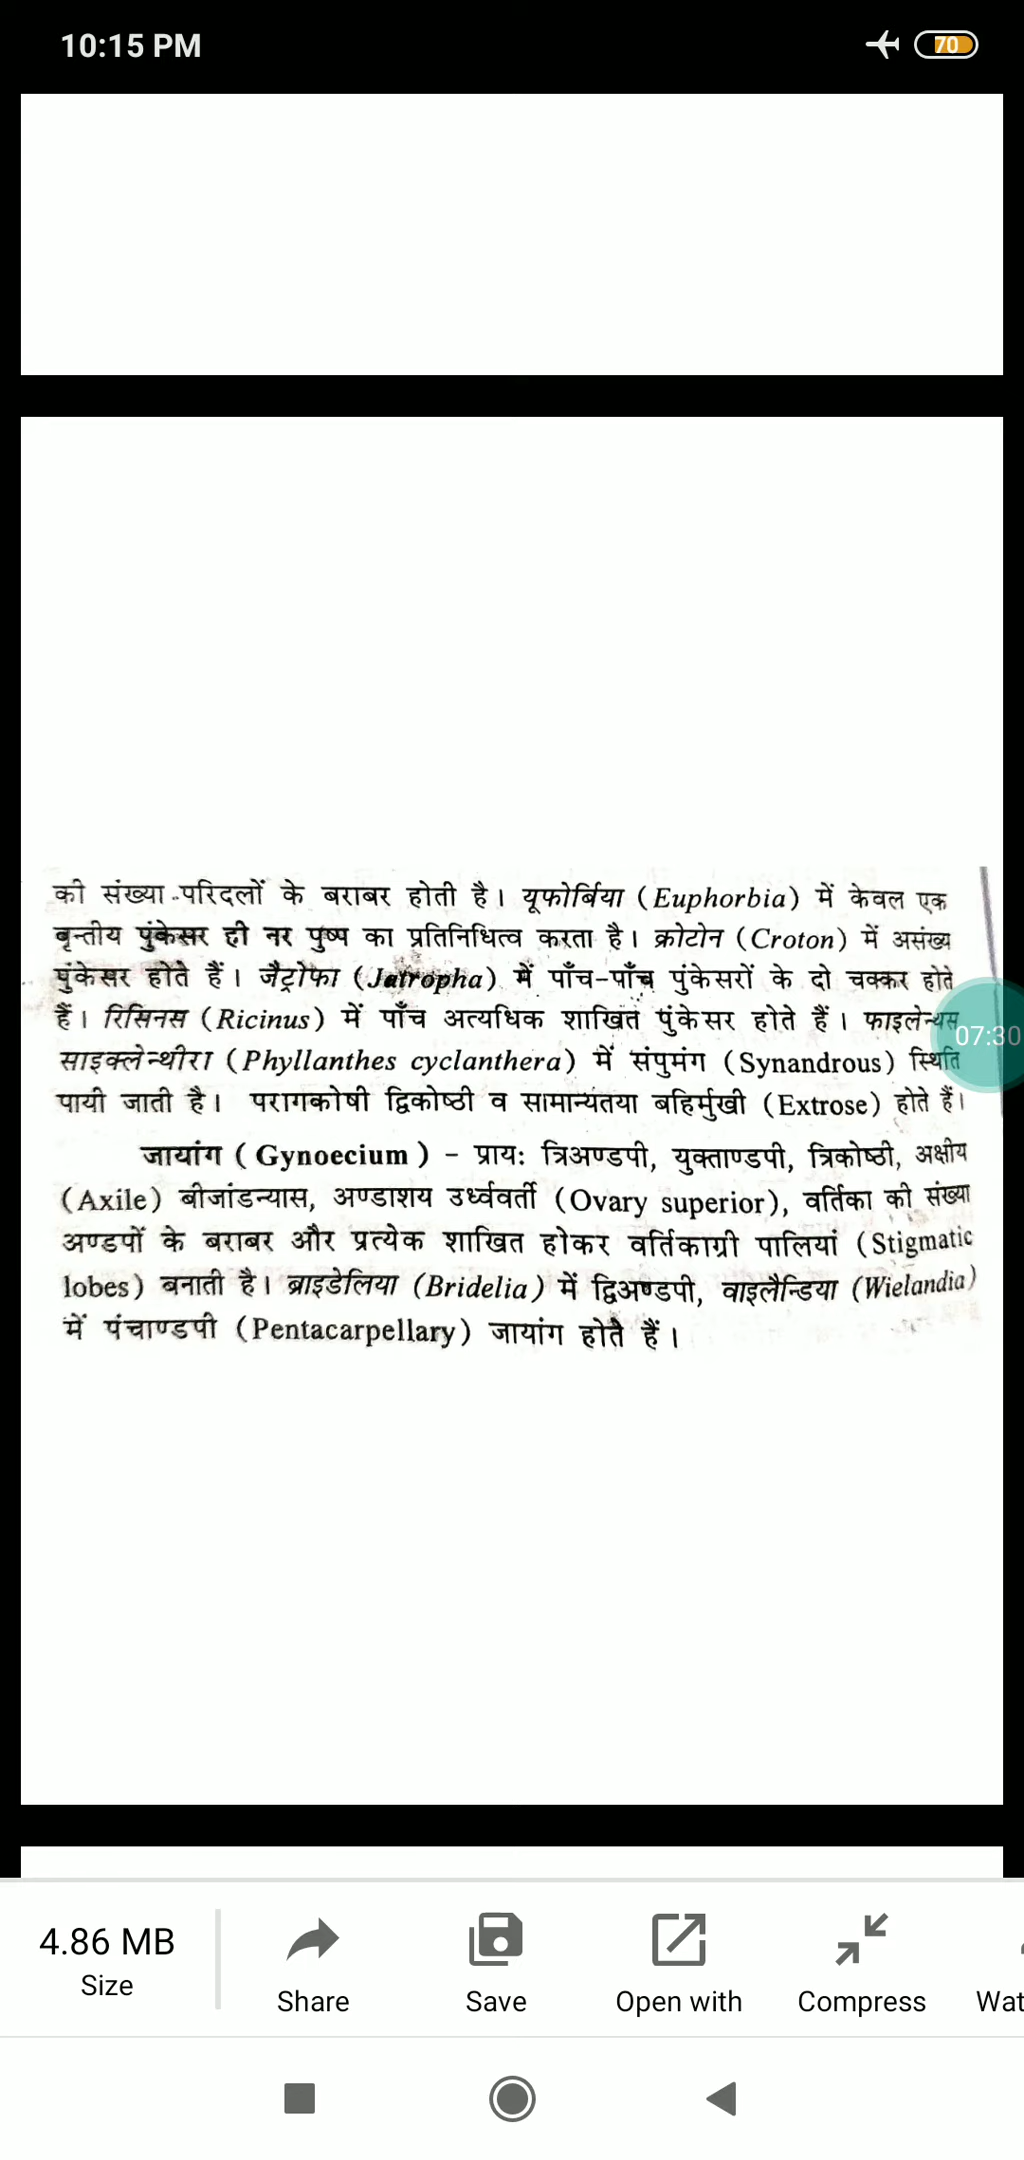 10:15 PM
70
की संख्या परिदलों के बराबर होती है। यूफोर्बिया (Euphorbia) में केवल एक
वृन्तीय पुंकेसर ही नर पुष्प का प्रतिनिधित्व करता है। क्रोटोन (Croton) में असंख्य
पुंकेसर होते हैं। जैट्रोफा (Jatropha) में पाँच-पाँच पुंकेसरों के दो चक्कर होते
हैं। रिसिनस (Ricinus) में पाँच अत्यधिक शाखित पुंकेसर होते हैं। फाइलेन्थस
07:30
साइक्लेन्थीरा (Phyllanthes cyclanthera) में संपुमंग (Synandrous) स्थिति
पायी जाती है। परागकोषी द्विकोष्ठी व सामान्यतया बहिर्मुखी (Extrose) होते हैं।
जायांग (Gynoecium) - प्राय: त्रिअण्डपी, युक्ताण्डपी, त्रिकोष्ठी, अक्षीय
(Axile) बीजांडन्यास, अण्डाशय उर्ध्ववर्ती (Ovary superior), वर्तिका की संख्या
अण्डपों के बराबर और प्रत्येक शाखित होकर वर्तिकाग्री पालियां (Stigmatic
lobes) बनाती है। ब्राइडेलिया (Bridelia) में द्विअण्डपी, वाइलैन्डिया (Wielandia)
में पंचाण्डपी (Pentacarpellary) जायांग होते हैं।
4.86 MB
Size
Share
Save
Open with
Compress
Wat